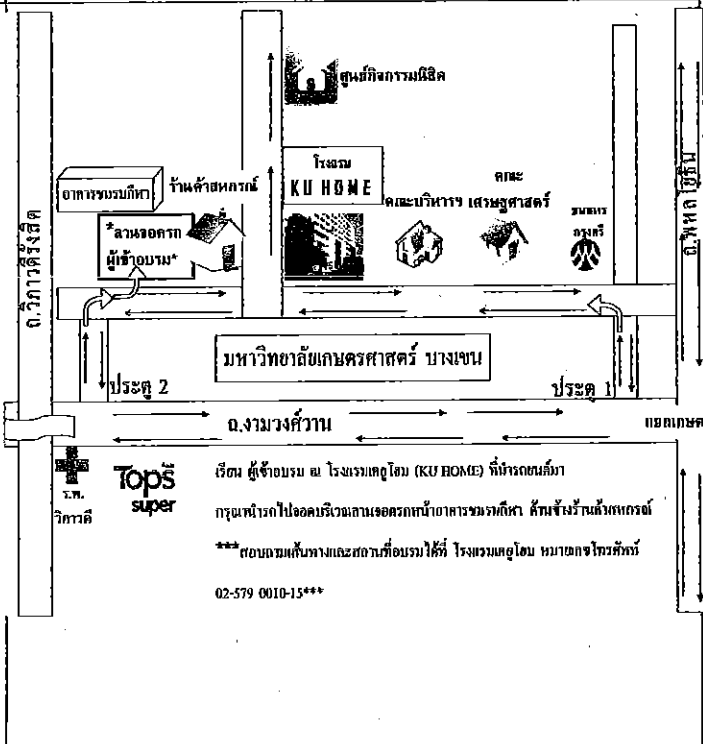 ศูนย์กิจกรรมนิสิต
โรงแรม
KU HOME
อาคารชมรมกีฬา
ร้านค้าสหกรณ์
คณะบริหารฯ
คณะ
เศรษฐศาสตร์
ธนาคาร
กรุงศรี
*ลานจอดรถ
ผู้เข้าอบรม*
ถ.วิภาวดีรังสิต
ถ.พหลโยธิน
มหาวิทยาลัยเกษตรศาสตร์ บางเขน
ประตู 2
ประตู 1
ถ.งามวงศ์วาน
แยกเกษตร
ร.พ.
วิภาวดี
Tops
super
เรียน ผู้เข้าอบรม ณ โรงแรมเคยูโฮม (KU HOME) ที่นำรถยนต์มา
กรุณานำรถไปจอดบริเวณลานจอดรถหน้าอาคารชมรมกีฬา ด้านข้างร้านค้าสหกรณ์
***สอบถามเส้นทางและสถานที่อบรมได้ที่ โรงแรมเคยูโฮม หมายเลขโทรศัพท์
02-579 0010-15***